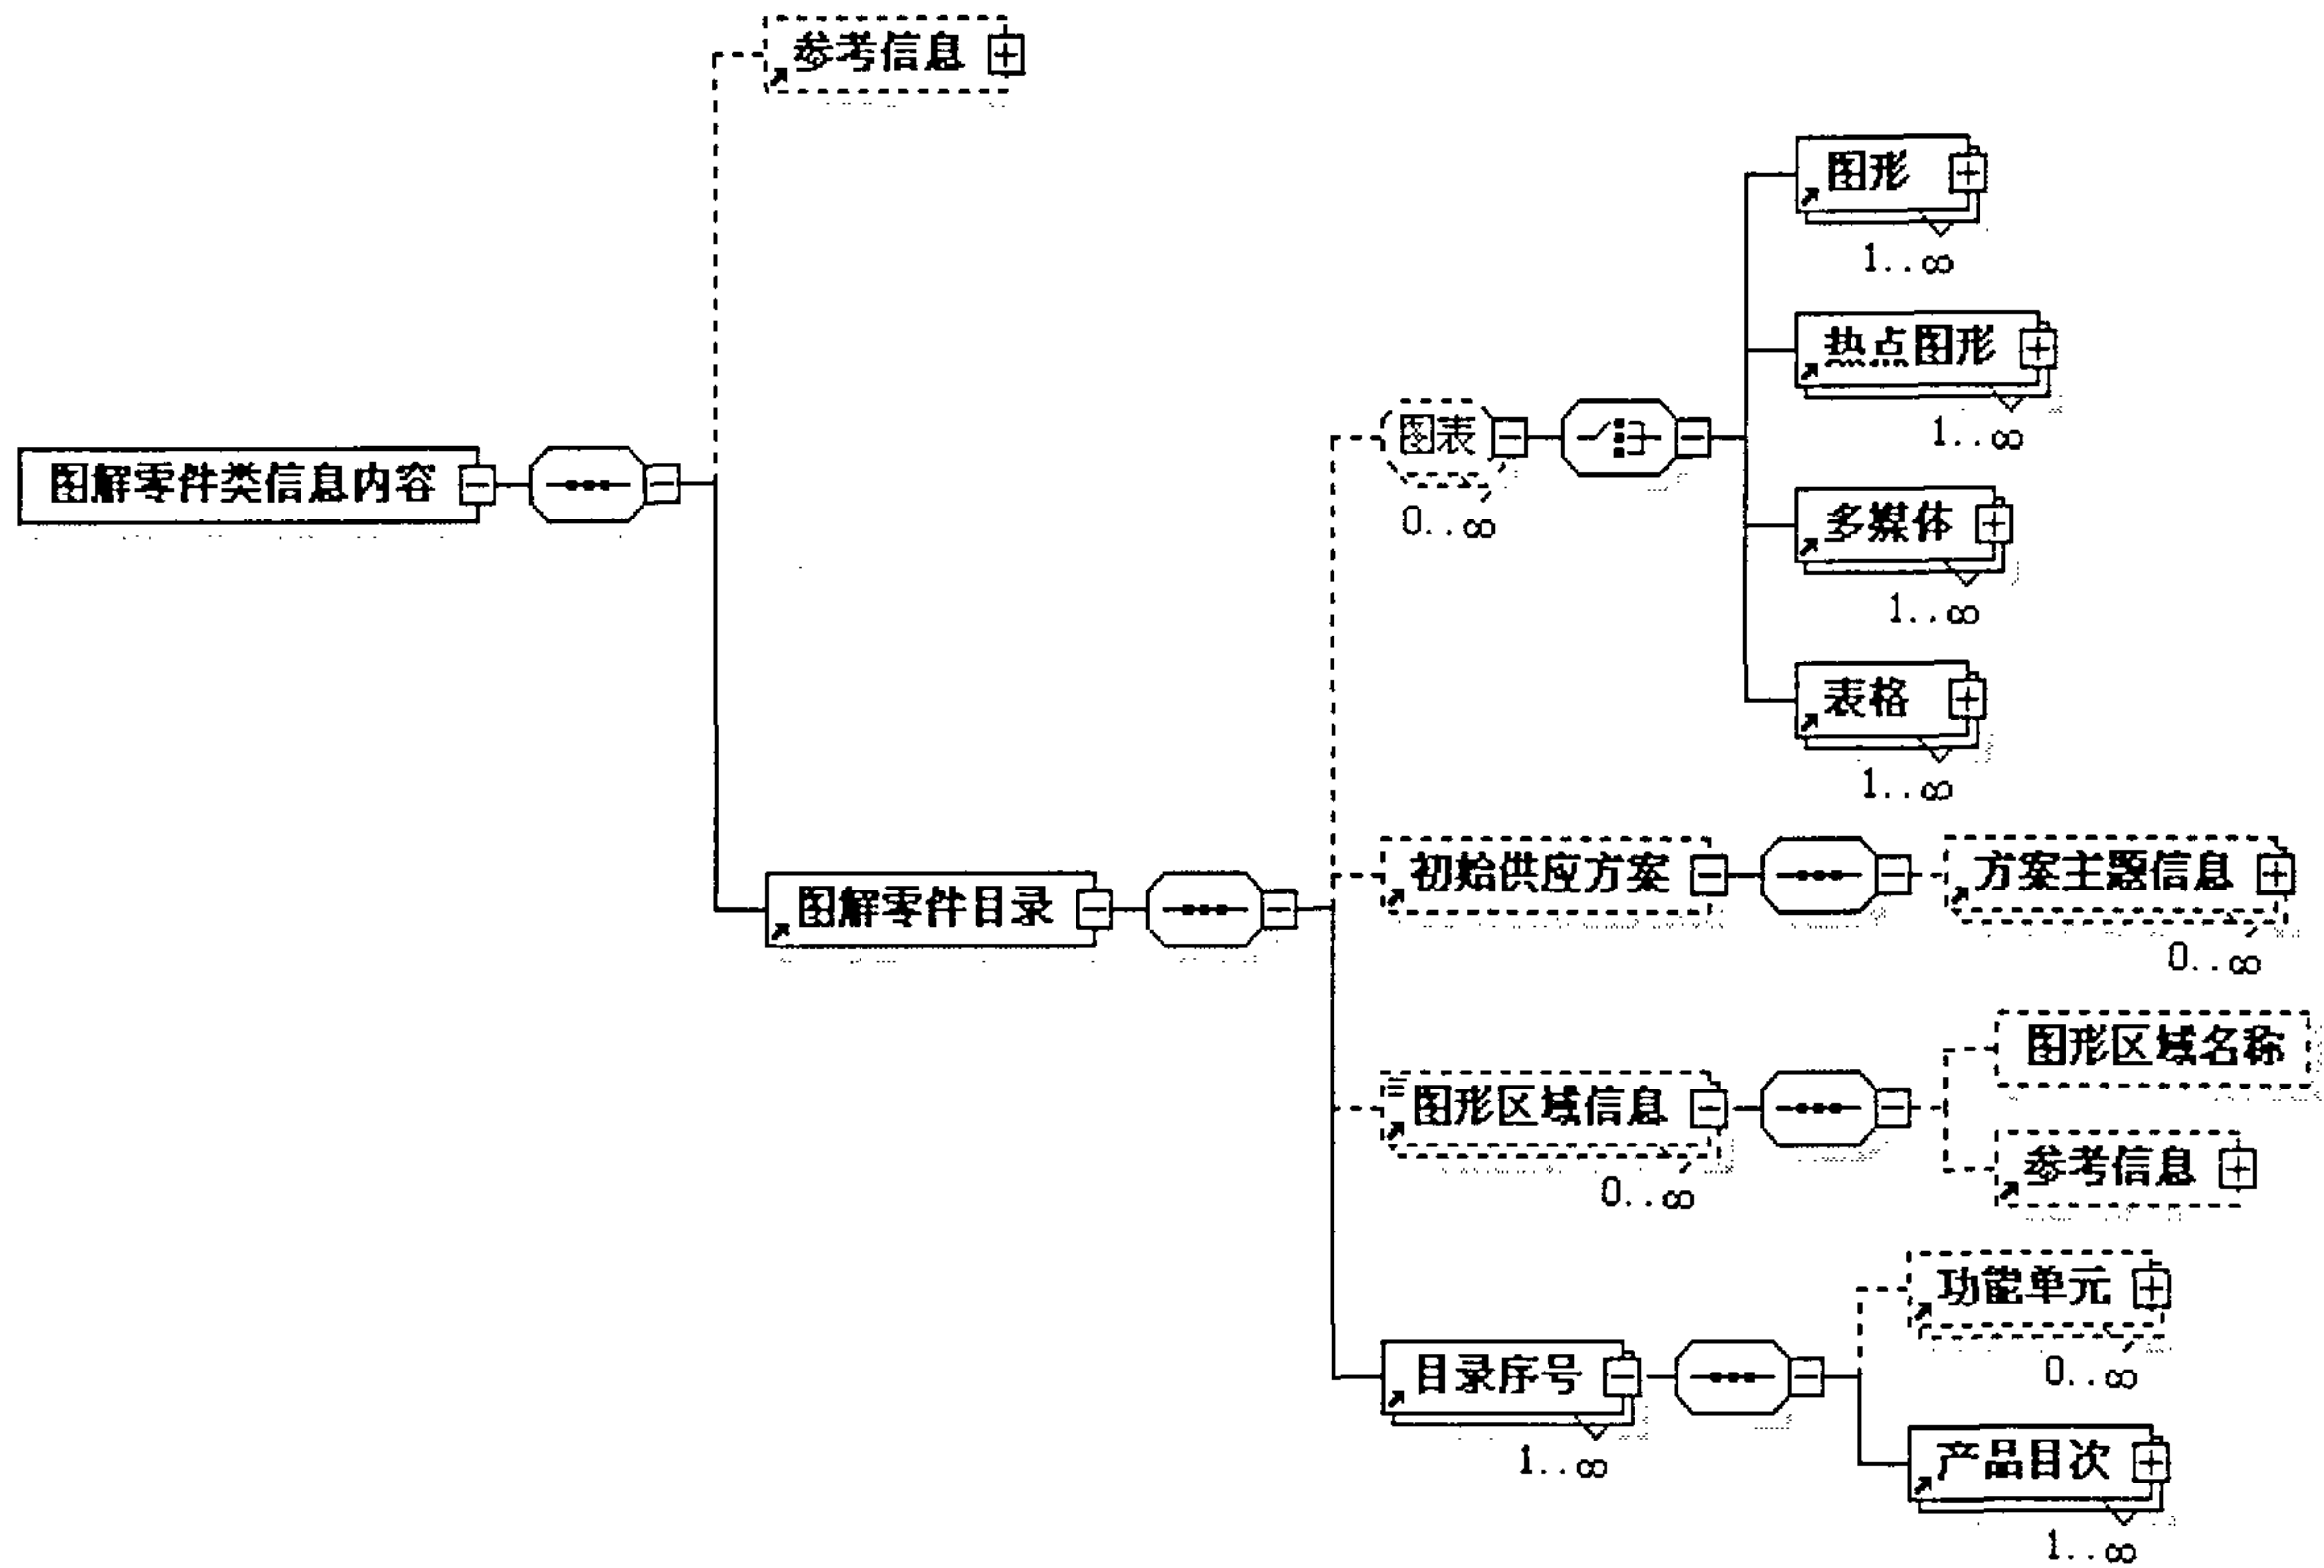 参考信息
图形
1..∞
热点图形
1..∞
图表
0..∞
图解零件类信息内容
多媒体
1..∞
表格
1..∞
图解零件目录
初始供应方案
方案主题信息
0..∞
图形区域名称
图形区域信息
0..∞
参考信息
功能单元
0..∞
目录序号
1..∞
产品目次
1..∞